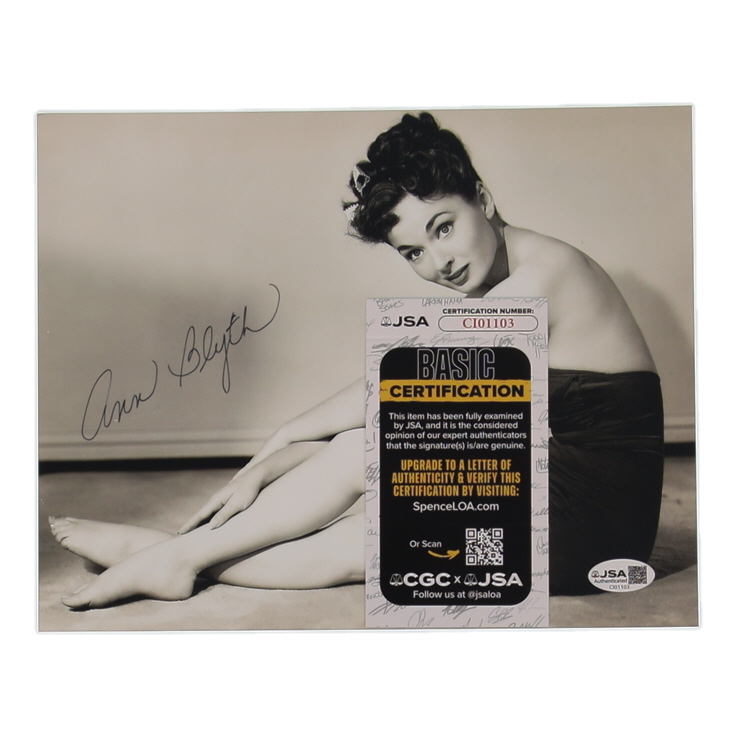 Ann Blyth
JSA
CERTIFICATION NUMBER:
CI01103
BASIC
CERTIFICATION
This item has been fully examined
by JSA, and it is the considered
opinion of our expert authenticators
that the signature(s) is/are genuine.
UPGRADE TO A LETTER OF
AUTHENTICITY & VERIFY THIS
CERTIFICATION BY VISITING:
SpenceLOA.com
Or Scan
CGC x JSA
Follow us at @jsaloa
JSA
Authenticated
CI01103